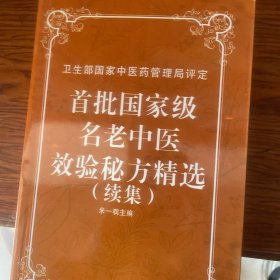 卫生部国家中医药管理局评定
首批国家级
名老中医
效验秘方精选
(续集)
朱一鹗主编